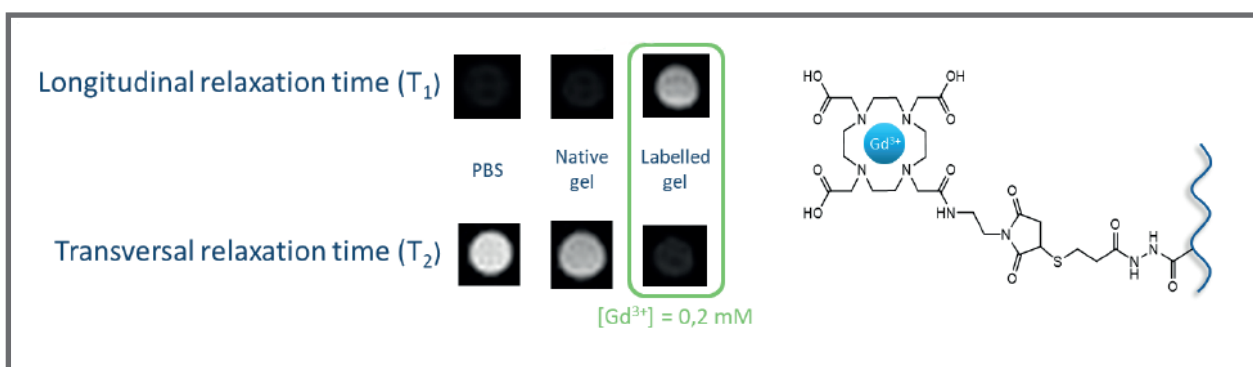 Longitudinal relaxation time (T₁)
PBS
Native
gel
Labelled
gel
Transversal relaxation time (T₂)
[Gd³⁺] = 0,2 mM
HO
OH
O
O
N
N
Gd³⁺
N
N
O
HO
O
N
H
O
N
O
S
O
H
N
N
H
O